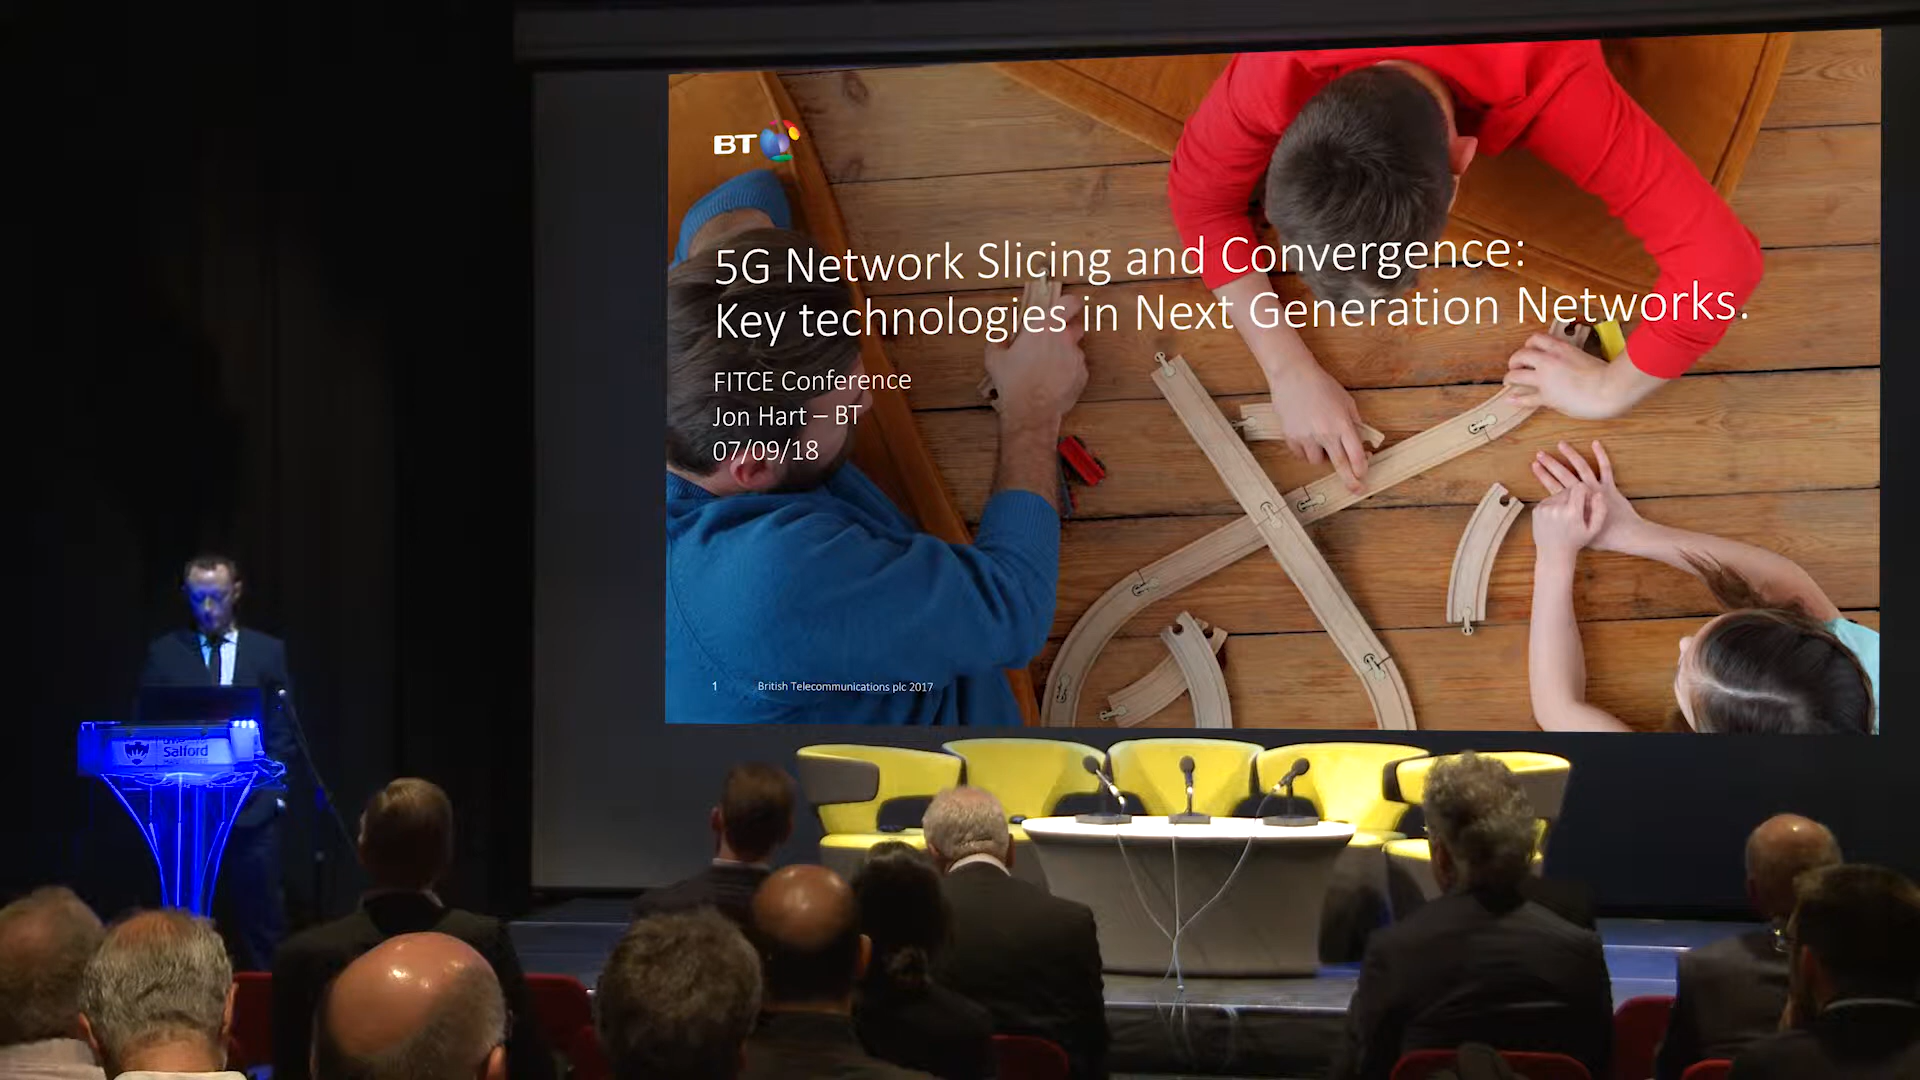 BT
5G Network Slicing and Convergence:
Key technologies in Next Generation Networks.
FITCE Conference
Jon Hart – BT
07/09/18
1 British Telecommunications plc 2017
Salford